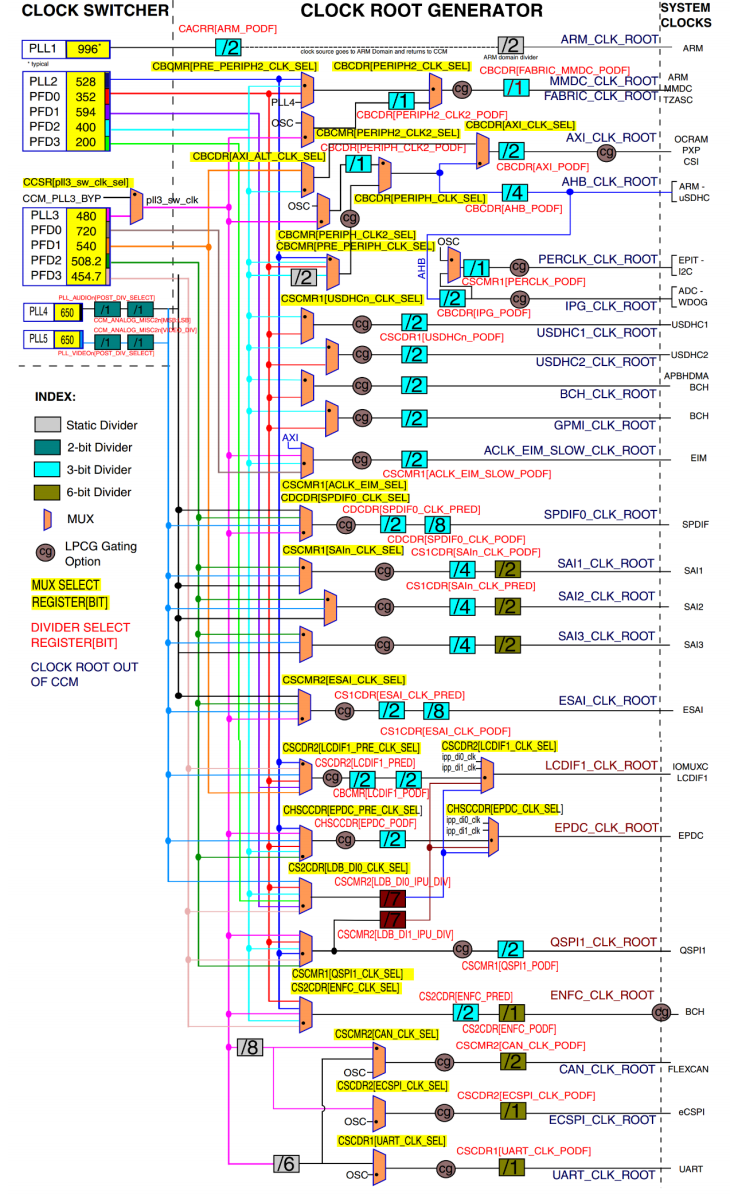 CLOCK SWITCHER
CLOCK ROOT GENERATOR
SYSTEM
CLOCKS
CACRR[ARM_PODF]
PLL1 996*
* typical
/2
clock source goes to ARM Domain and returns to CCM
/2
ARM domain divider
ARM_CLK_ROOT
ARM
CBQMR[PRE_PERIPH2_CLK_SEL]
CBCDR[PERIPH2_CLK_SEL]
CBCDR[FABRIC_MMDC_PODF]
PLL2 528
PFD0 352
PFD1 594
PFD2 400
PFD3 200
PLL4
cg
/1
MMDC_CLK_ROOT
FABRIC_CLK_ROOT
ARM
MMDC
TZASC
/1
OSC
CBCDR[PERIPH2_CLK2_PODF]
CBCMR[PERIPH2_CLK2_SEL]
CBCDR[AXI_CLK_SEL]
CBCDR[PERIPH_CLK2_PODF]
AXI_CLK_ROOT
OCRAM
PXP
CSI
CBCDR[AXI_ALT_CLK_SEL]
/1
/2
cg
CBCDR[AXI_PODF]
CCSR[pll3_sw_clk_sel]
CCM_PLL3_BYP
pll3_sw_clk
AHB_CLK_ROOT
/4
ARM -
uSDHC
CBCDR[PERIPH_CLK_SEL]
CBCDR[AHB_PODF]
OSC
cg
PLL3 480
PFD0 720
PFD1 540
PFD2 508.2
PFD3 454.7
CBCMR[PERIPH_CLK2_SEL]
CBCMR[PRE_PERIPH_CLK_SEL]
OSC
AHB
/2
/1
cg
PERCLK_CLK_ROOT
EPIT -
I2C
CSCMR1[PERCLK_PODF]
PLL_AUDIOn[POST_DIV_SELECT]
PLL4 650
/1 /1
PLL5 650
/1 /1
PLL_VIDEOn[POST_DIV_SELECT]
CSCMR1[USDHCn_CLK_SEL]
/2
cg
CBCDR[IPG_PODF]
IPG_CLK_ROOT
ADC -
WDOG
cg
/2
USDHC1
CSCDR1[USDHCn_PODF]
USDHC1_CLK_ROOT
cg
/2
USDHC2
USDHC2_CLK_ROOT
cg
/2
APBHDMA
BCH
BCH_CLK_ROOT
cg
/2
BCH
GPMI_CLK_ROOT
AXI
cg
/2
ACLK_EIM_SLOW_CLK_ROOT
EIM
CSCMR1[ACLK_EIM_SLOW_PODF]
CSCMR1[ACLK_EIM_SEL]
INDEX:
Static Divider
2-bit Divider
3-bit Divider
6-bit Divider
MUX
cg
LPCG Gating
Option
MUX SELECT
REGISTER[BIT]
DIVIDER SELECT
REGISTER[BIT]
CLOCK ROOT OUT
OF CCM
CDCDR[SPDIF0_CLK_SEL]
CDCDR[SPDIF0_CLK_PRED]
cg
/2 /8
SPDIF0_CLK_ROOT
SPDIF
CDCDR[SPDIF0_CLK_PODF]
CSCMR1[SAIn_CLK_SEL]
CS1CDR[SAIn_CLK_PODF]
cg
/4 /2
SAI1_CLK_ROOT
SAI1
CS1CDR[SAIn_CLK_PRED]
cg
/4 /2
SAI2_CLK_ROOT
SAI2
cg
/4 /2
SAI3_CLK_ROOT
SAI3
CSCMR2[ESAI_CLK_SEL]
CS1CDR[ESAI_CLK_PRED]
cg
/2 /8
ESAI_CLK_ROOT
ESAI
CS1CDR[ESAI_CLK_PODF]
CSCDR2[LCDIF1_PRE_CLK_SEL]
CSCDR2[LCDIF1_CLK_SEL]
CSCDR2[LCDIF1_PRED]
ipp_di0_clk
ipp_di1_clk
cg
/2 /2
LCDIF1_CLK_ROOT
IOMUXC
LCDIF1
CBCMR[LCDIF1_PODF]
CHSCCDR[EPDC_PRE_CLK_SEL]
CHSCCDR[EPDC_CLK_SEL]
CHSCCDR[EPDC_PODF]
ipp_di0_clk
ipp_di1_clk
cg
/2
EPDC_CLK_ROOT
EPDC
CS2CDR[LDB_DI0_CLK_SEL]
CSCMR2[LDB_DI0_IPU_DIV]
/7
/7
CSCMR2[LDB_DI1_IPU_DIV]
cg
/2
QSPI1_CLK_ROOT
QSPI1
CSCMR1[QSPI1_PODF]
CSCMR1[QSPI1_CLK_SEL]
CS2CDR[ENFC_CLK_SEL]
CS2CDR[ENFC_PRED]
/2 /1
ENFC_CLK_ROOT
cg
BCH
CS2CDR[ENFC_PODF]
CSCMR2[CAN_CLK_SEL]
/8
OSC
cg
CSCMR2[CAN_CLK_PODF]
/2
CAN_CLK_ROOT
FLEXCAN
CSCDR2[ECSPI_CLK_SEL]
CSCDR2[ECSPI_CLK_PODF]
OSC
cg
/1
ECSPI_CLK_ROOT
eCSPI
CSCDR1[UART_CLK_SEL]
CSCDR1[UART_CLK_PODF]
/6
OSC
cg
/1
UART_CLK_ROOT
UART